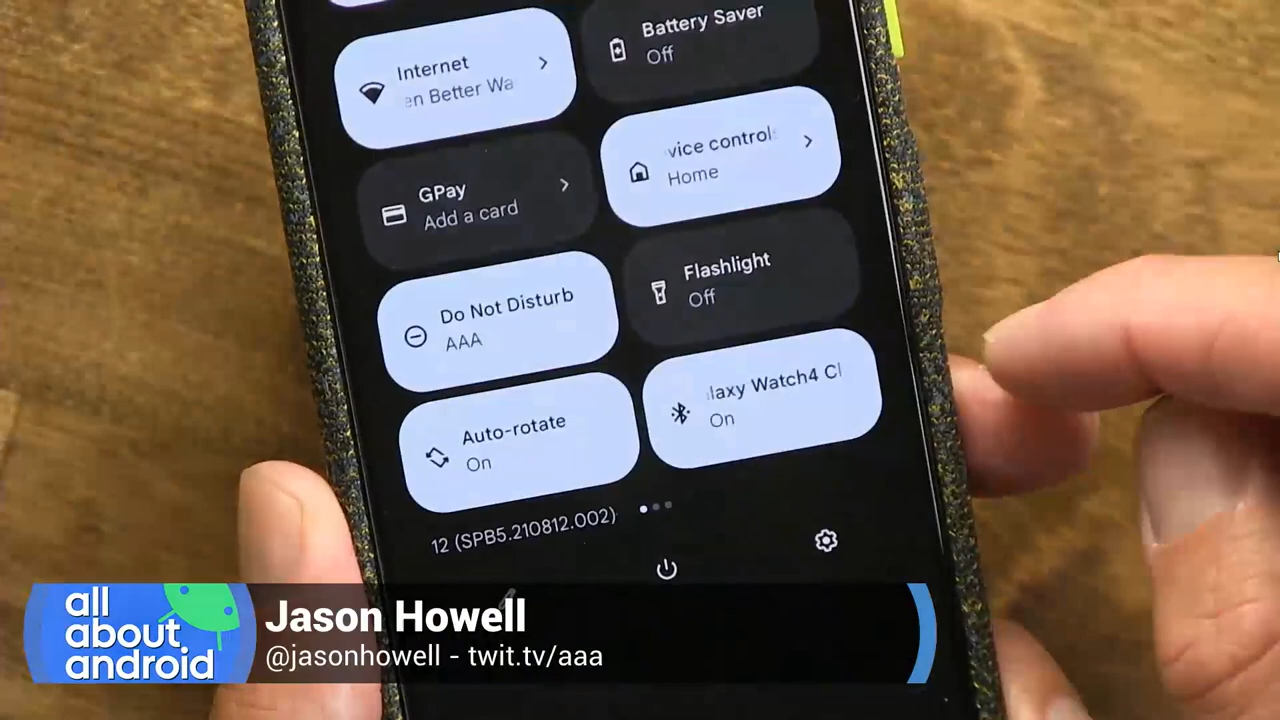 Battery Saver
Off
Internet
en Better Wa
vice control
Home
GPay
Add a card
Flashlight
Off
Do Not Disturb
AAA
laxy Watch4 Cl
On
Auto-rotate
On
12 (SPB5.210812.002)
all
about
android
Jason Howell
@jasonhowell - twit.tv/aaa